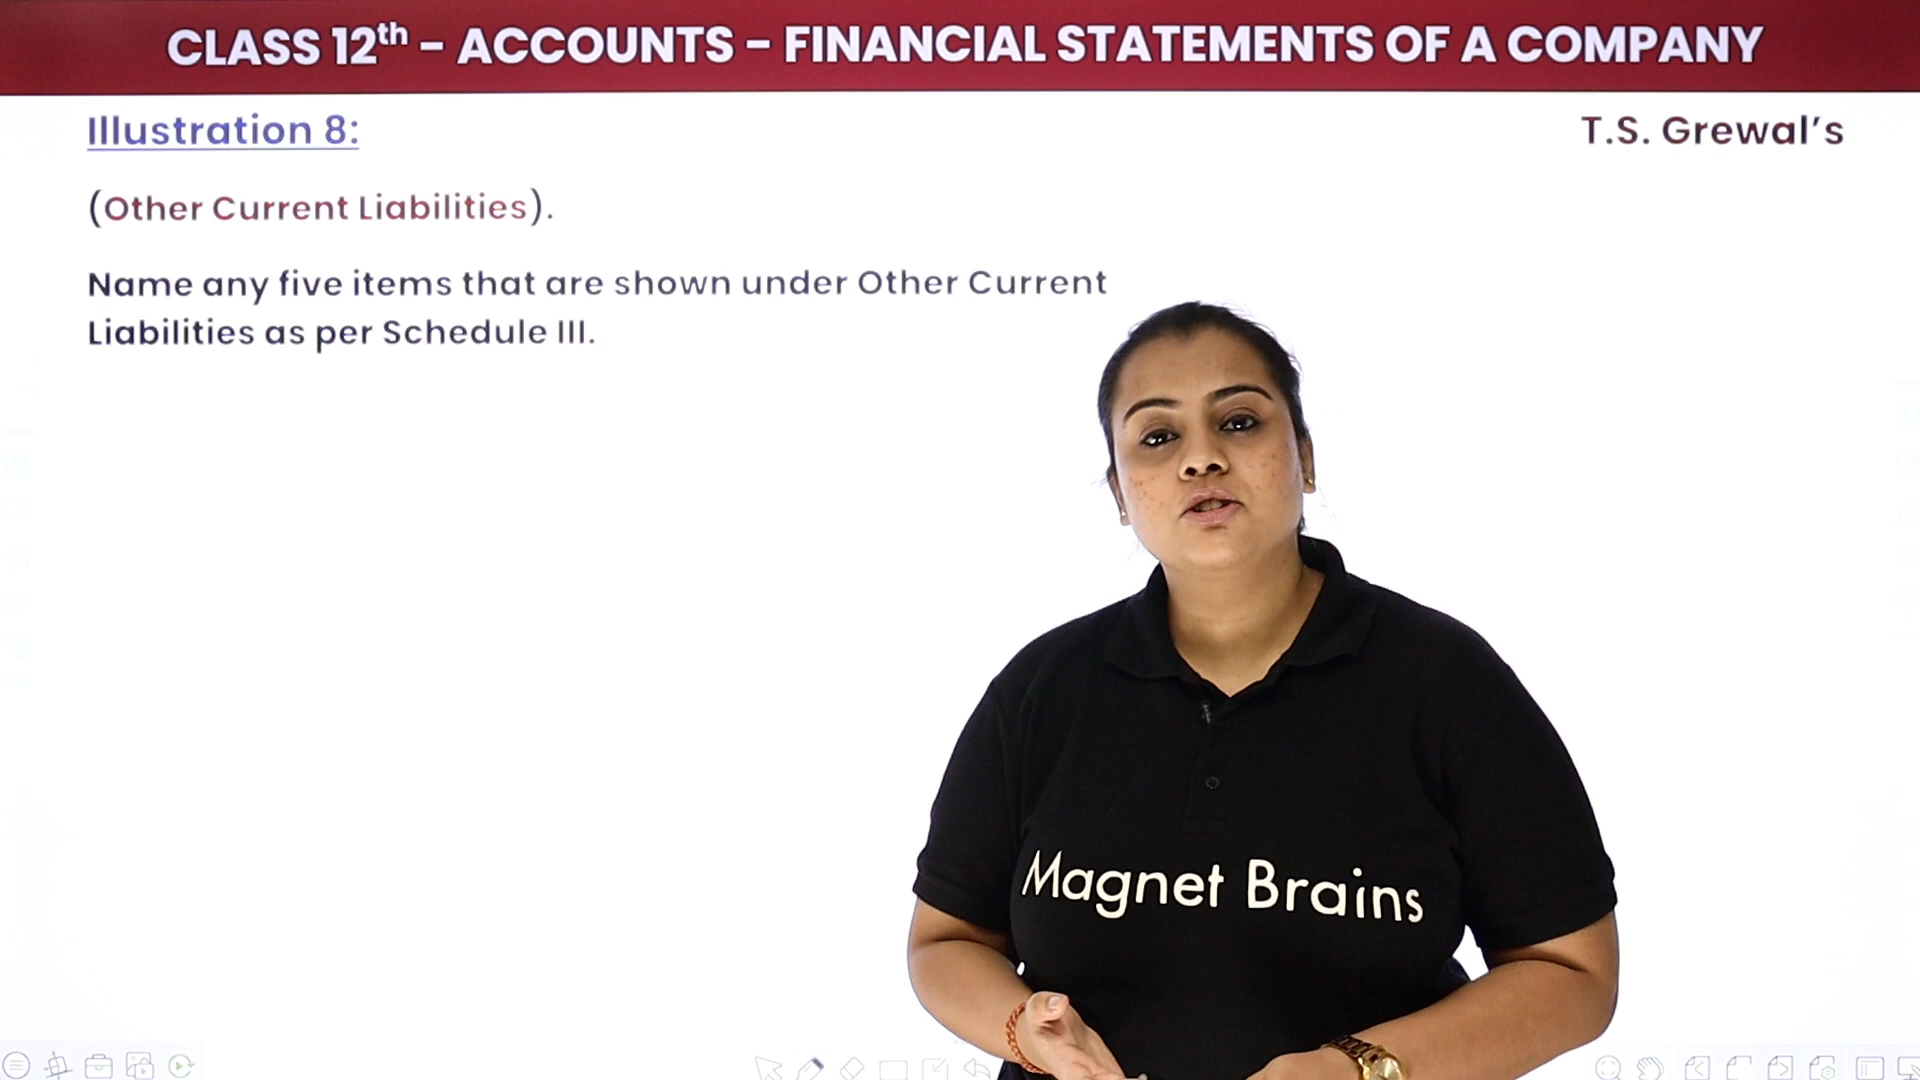 CLASS 12th – ACCOUNTS – FINANCIAL STATEMENTS OF A COMPANY
Illustration 8:
T.S. Grewal’s
(Other Current Liabilities).
Name any five items that are shown under Other Current
Liabilities as per Schedule III.
Magnet Brains